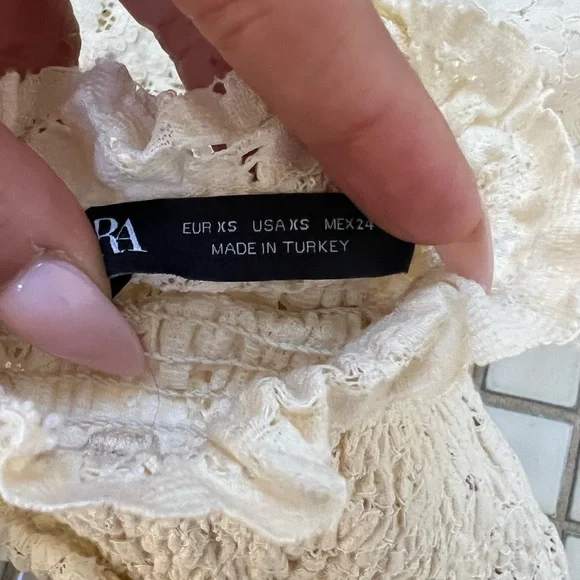 RA
EUR XS USA XS MEX 24
MADE IN TURKEY